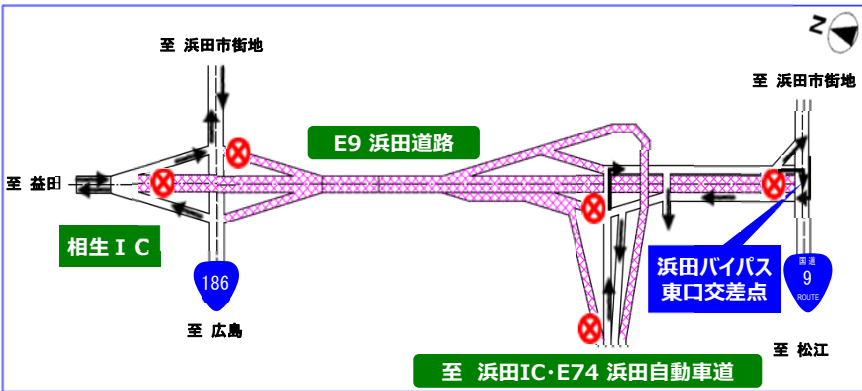 至 浜田市街地
N
至 浜田市街地
E9 浜田道路
至 益田
相生ＩＣ
浜田バイパス
東口交差点
186
国道
9
ROUTE
至 広島
至 松江
至 浜田IC･E74 浜田自動車道